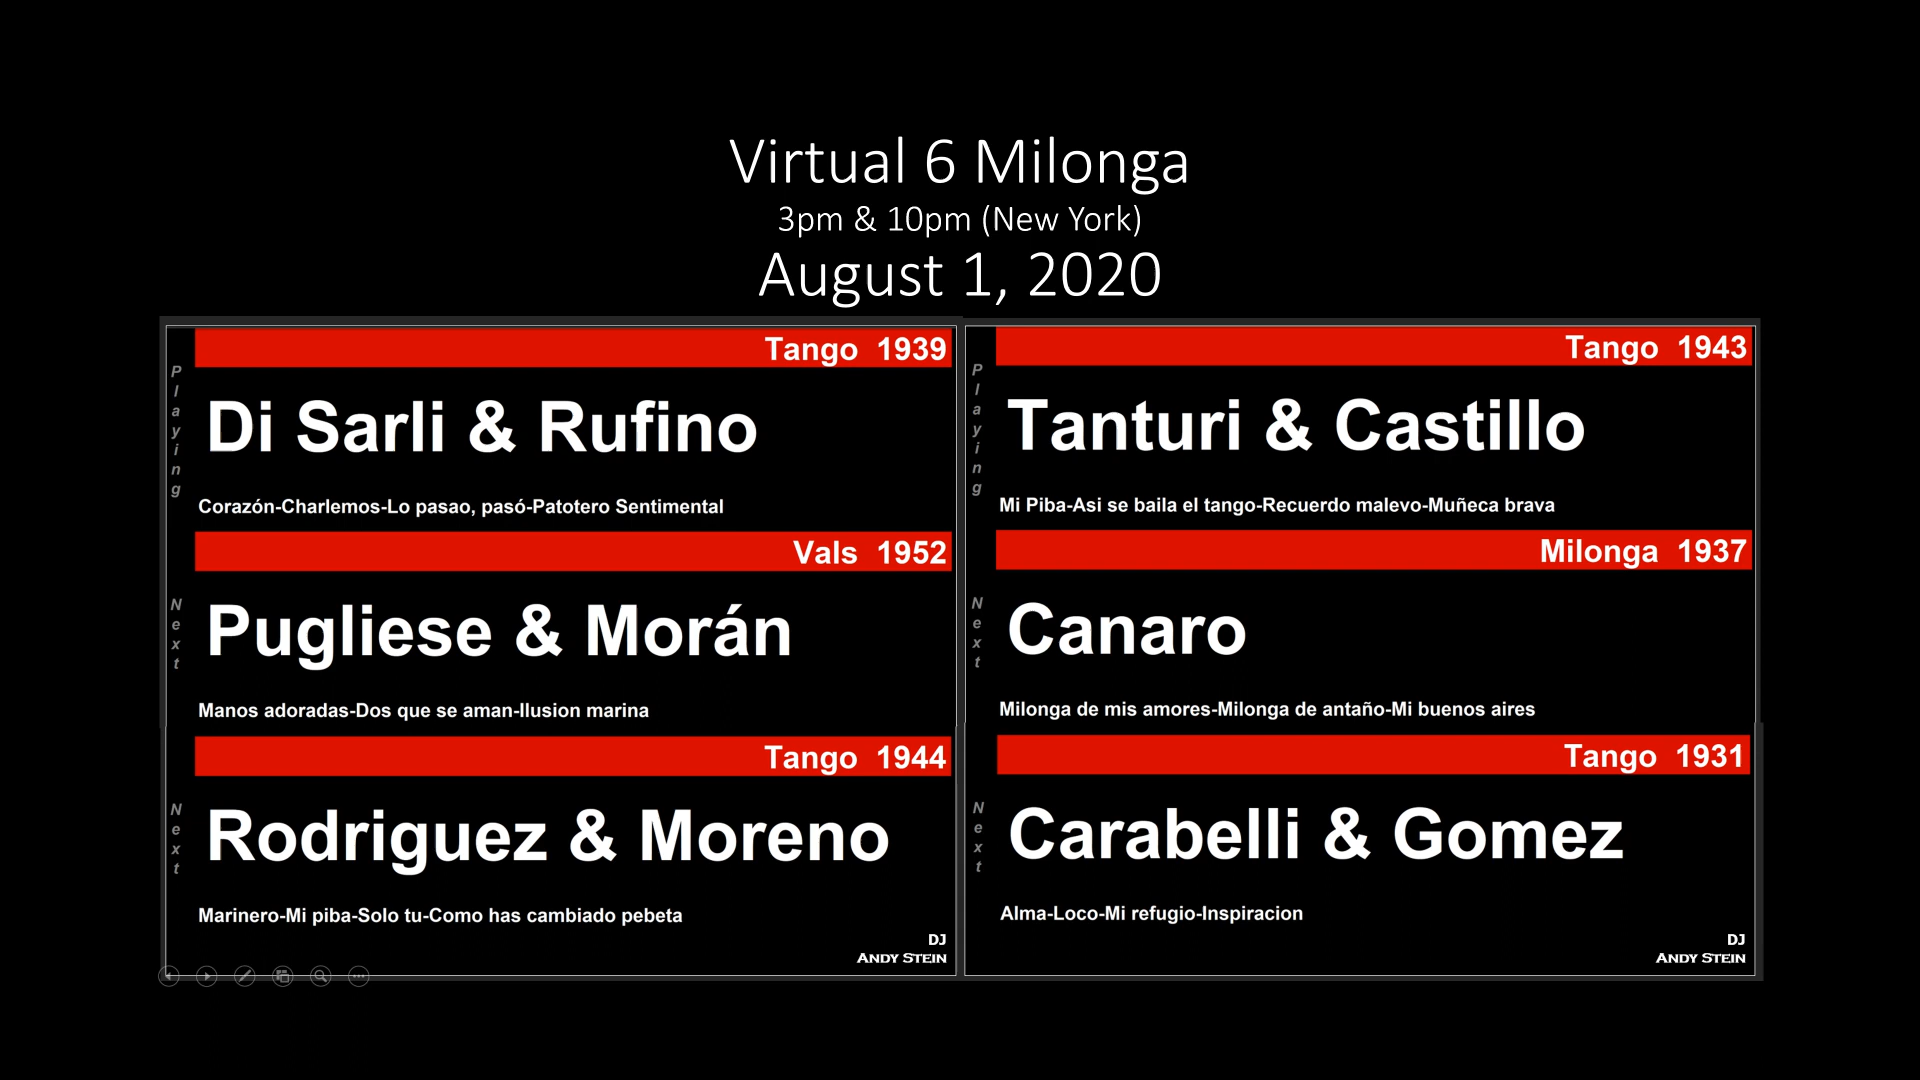 Virtual 6 Milonga
3pm & 10pm (New York)
August 1, 2020
Playing
Tango 1939
Di Sarli & Rufino
Corazón-Charlemos-Lo pasao, pasó-Patotero Sentimental
Next
Vals 1952
Pugliese & Morán
Manos adoradas-Dos que se aman-Ilusion marina
Next
Tango 1944
Rodriguez & Moreno
Marinero-Mi piba-Solo tu-Como has cambiado pebeta
DJ
ANDY STEIN
Playing
Tango 1943
Tanturi & Castillo
Mi Piba-Asi se baila el tango-Recuerdo malevo-Muñeca brava
Next
Milonga 1937
Canaro
Milonga de mis amores-Milonga de antaño-Mi buenos aires
Next
Tango 1931
Carabelli & Gomez
Alma-Loco-Mi refugio-Inspiracion
DJ
ANDY STEIN